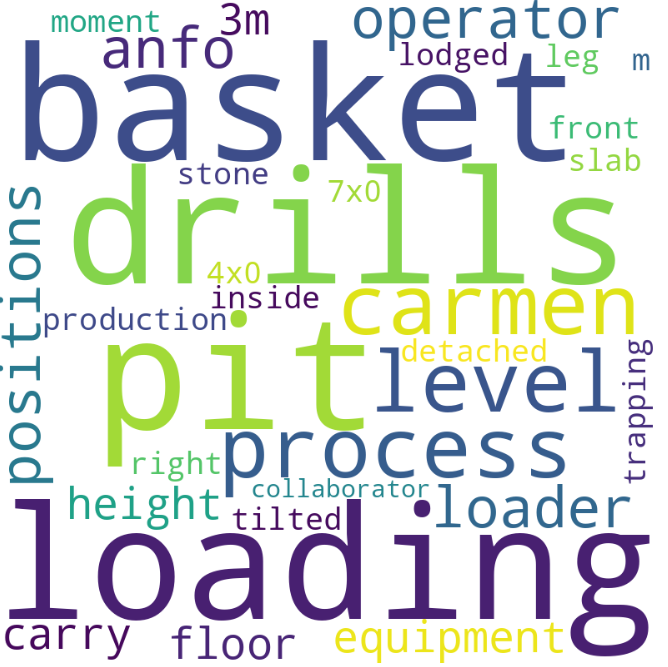 moment
3m
operator
anfo
lodged
leg
m
basket
front
slab
stone
7x0
drills
positions
4x0
inside
carmen
production
detached
pit
level
trapping
process
right
collaborator
height
tilted
loader
loading
carry
floor
equipment